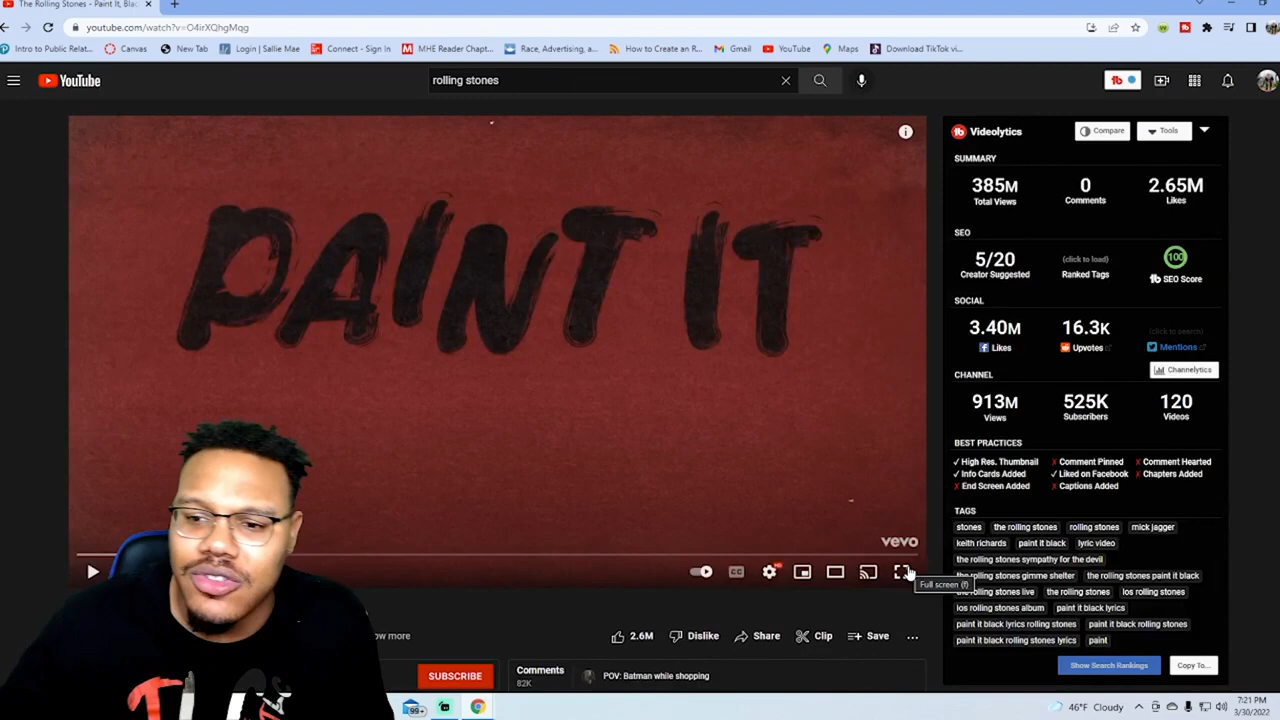 The Rolling Stones - Paint It, Blac
youtube.com/watch?v=O4irXQhgMqg
Intro to Public Relat... Canvas New Tab Login | Sallie Mae Connect - Sign In MHE Reader Chapt... Race, Advertising, a... How to Create an R... Gmail YouTube Maps Download TikTok vi...
YouTube
rolling stones
PAINT IT
vevo
Full screen (f)
ow more
2.6M Dislike Share Clip Save
SUBSCRIBE
Comments
82K
POV: Batman while shopping
Videolytics Compare Tools
SUMMARY
385M 0 2.65M
Total Views Comments Likes
SEO
5/20 (click to load) 100
Creator Suggested Ranked Tags tb SEO Score
SOCIAL
3.40M 16.3K (click to search)
Likes Upvotes Mentions
CHANNEL Channelytics
913M 525K 120
Views Subscribers Videos
BEST PRACTICES
✓ High Res. Thumbnail ✗ Comment Pinned ✗ Comment Hearted
✓ Info Cards Added ✓ Liked on Facebook ✗ Chapters Added
✗ End Screen Added ✗ Captions Added
TAGS
stones the rolling stones rolling stones mick jagger
keith richards paint it black lyric video
the rolling stones sympathy for the devil
the rolling stones gimme shelter the rolling stones paint it black
rolling stones live the rolling stones los rolling stones
los rolling stones album paint it black lyrics
paint it black lyrics rolling stones paint it black rolling stones
paint it black rolling stones lyrics paint
Show Search Rankings Copy To...
99+
46°F Cloudy 7:21 PM
3/30/2022